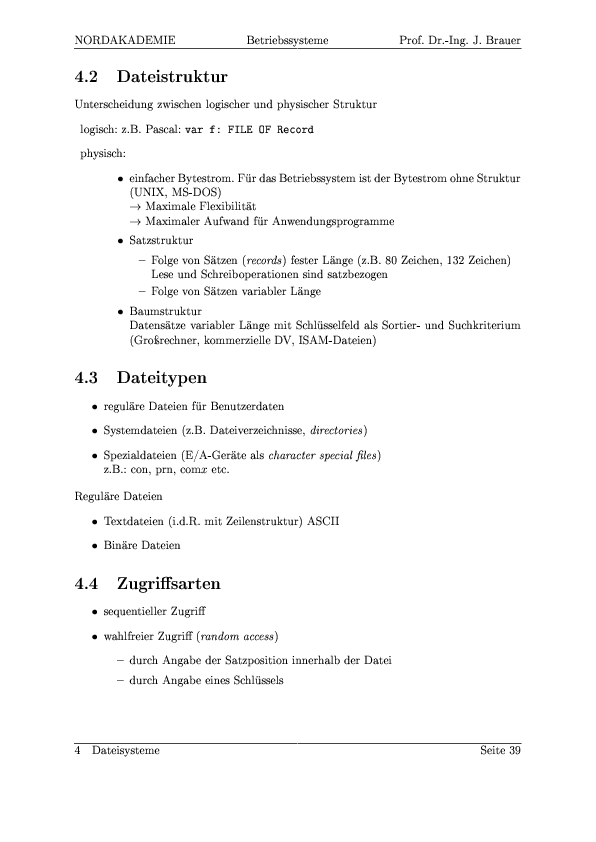 NORDAKADEMIE Betriebssysteme Prof. Dr.-Ing. J. Brauer
4.2 Dateistruktur
Unterscheidung zwischen logischer und physischer Struktur
logisch: z.B. Pascal: var f: FILE OF Record
physisch:
• einfacher Bytestrom. Für das Betriebssystem ist der Bytestrom ohne Struktur
(UNIX, MS-DOS)
→ Maximale Flexibilität
→ Maximaler Aufwand für Anwendungsprogramme
• Satzstruktur
– Folge von Sätzen (records) fester Länge (z.B. 80 Zeichen, 132 Zeichen)
Lese und Schreiboperationen sind satzbezogen
– Folge von Sätzen variabler Länge
• Baumstruktur
Datensätze variabler Länge mit Schlüsselfeld als Sortier- und Suchkriterium
(Großrechner, kommerzielle DV, ISAM-Dateien)
4.3 Dateitypen
• reguläre Dateien für Benutzerdaten
• Systemdateien (z.B. Dateiverzeichnisse, directories)
• Spezialdateien (E/A-Geräte als character special files)
z.B.: con, prn, comx etc.
Reguläre Dateien
• Textdateien (i.d.R. mit Zeilenstruktur) ASCII
• Binäre Dateien
4.4 Zugriffsarten
• sequentieller Zugriff
• wahlfreier Zugriff (random access)
– durch Angabe der Satzposition innerhalb der Datei
– durch Angabe eines Schlüssels
4 Dateisysteme Seite 39